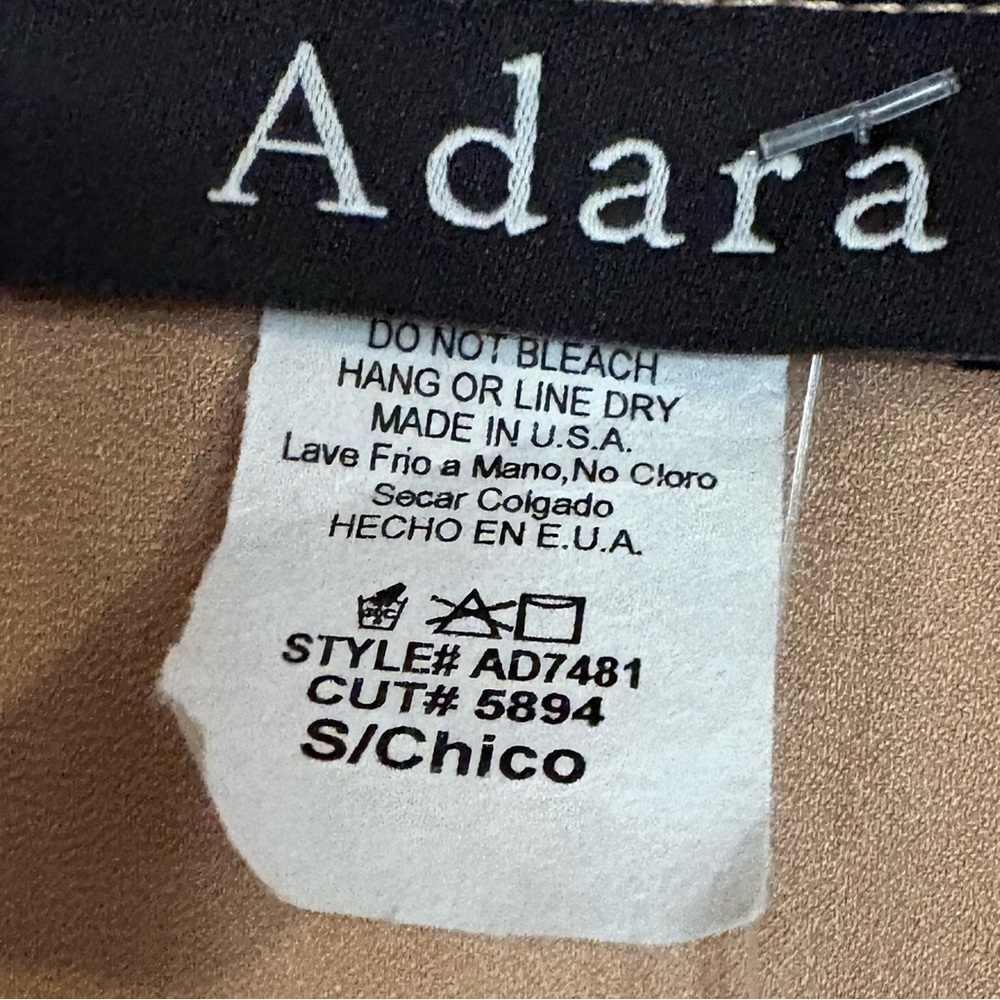 Adara
DO NOT BLEACH
HANG OR LINE DRY
MADE IN U.S.A.
Lave Frio a Mano,No Cloro
Secar Colgado
HECHO EN E.U.A.
STYLE# AD7481
CUT# 5894
S/Chico